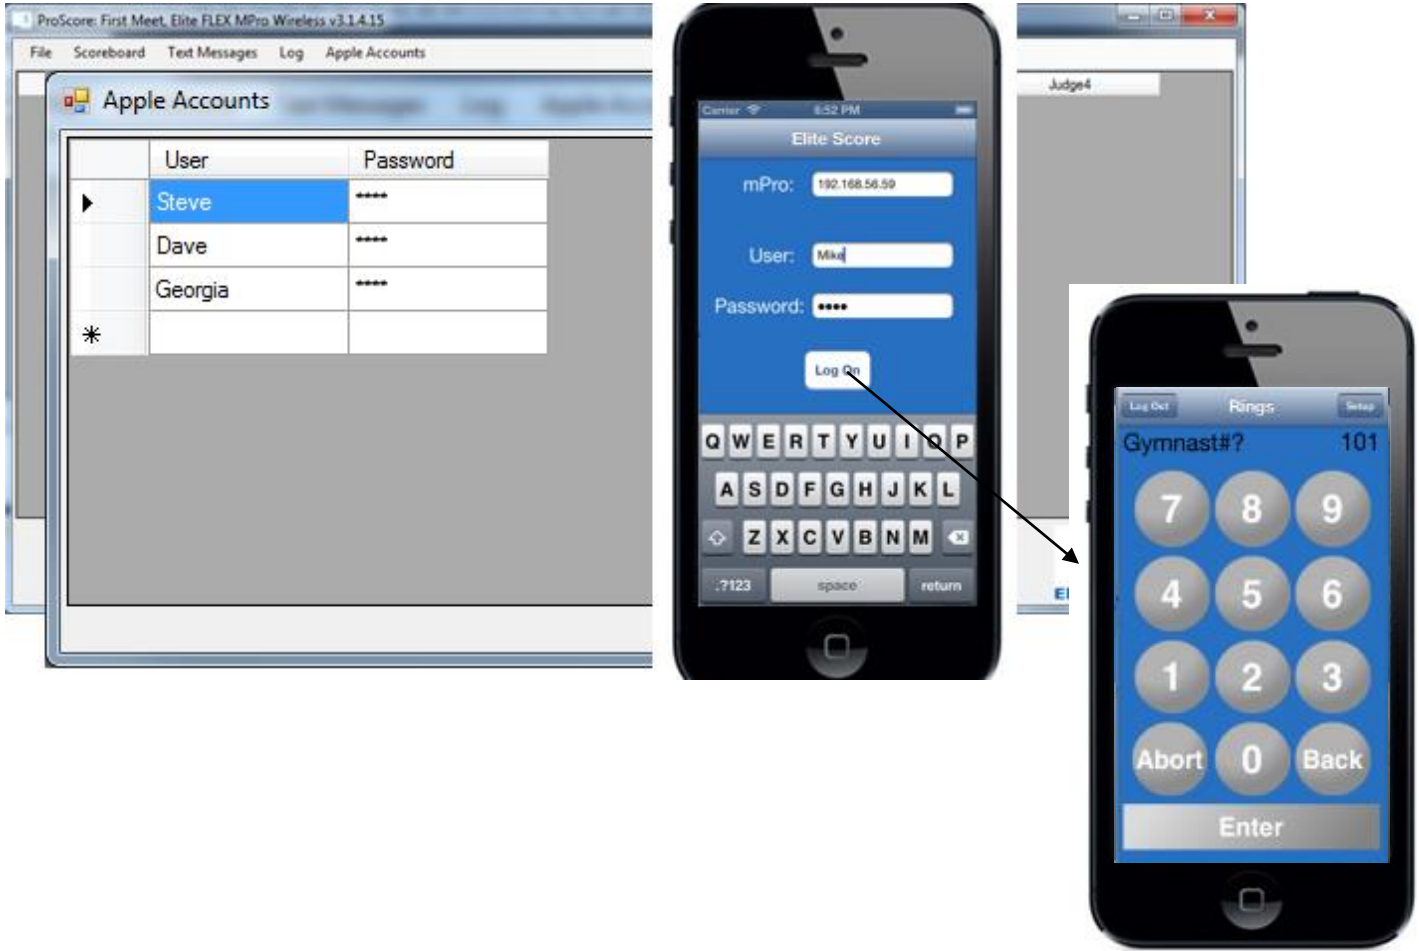 ProScore: First Meet, Elite FLEX MPro Wireless v3.1.4.15
File Scoreboard Text Messages Log Apple Accounts
Judge4
Apple Accounts
User Password
Steve ****
Dave ****
Georgia *****
Carrier 6:52 PM
Elite Score
mPro: 192.168.56.59
User: Mike
Password: ••••
Log On
Q W E R T Y U I O P
A S D F G H J K L
Z X C V B N M
.?123 space return
Log Out Rings Setup
Gymnast#? 101
7 8 9
4 5 6
1 2 3
Abort 0 Back
Enter